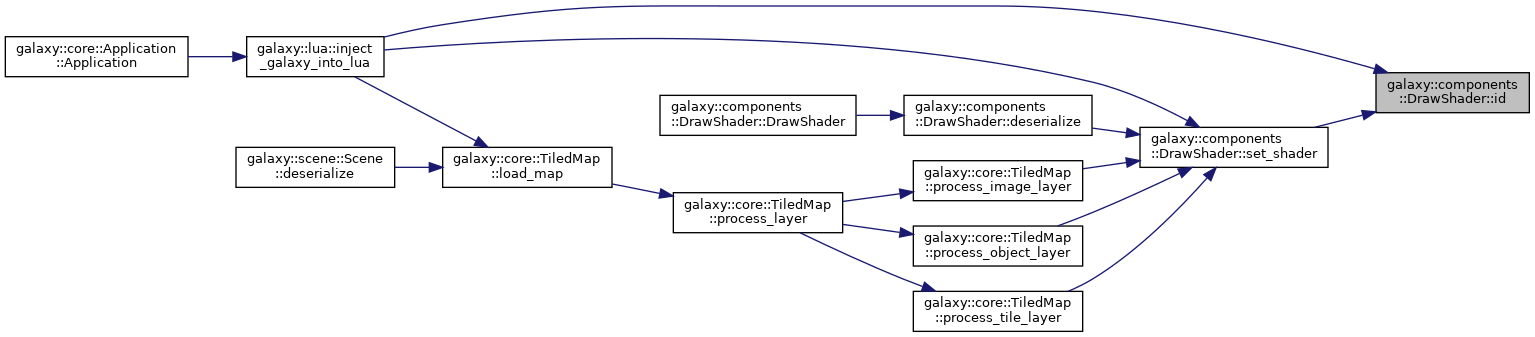 galaxy::core::Application
::Application
galaxy::lua::inject
_galaxy_into_lua
galaxy::components
::DrawShader::id
galaxy::components
::DrawShader::DrawShader
galaxy::components
::DrawShader::deserialize
galaxy::components
::DrawShader::set_shader
galaxy::scene::Scene
::deserialize
galaxy::core::TiledMap
::load_map
galaxy::core::TiledMap
::process_image_layer
galaxy::core::TiledMap
::process_layer
galaxy::core::TiledMap
::process_object_layer
galaxy::core::TiledMap
::process_tile_layer